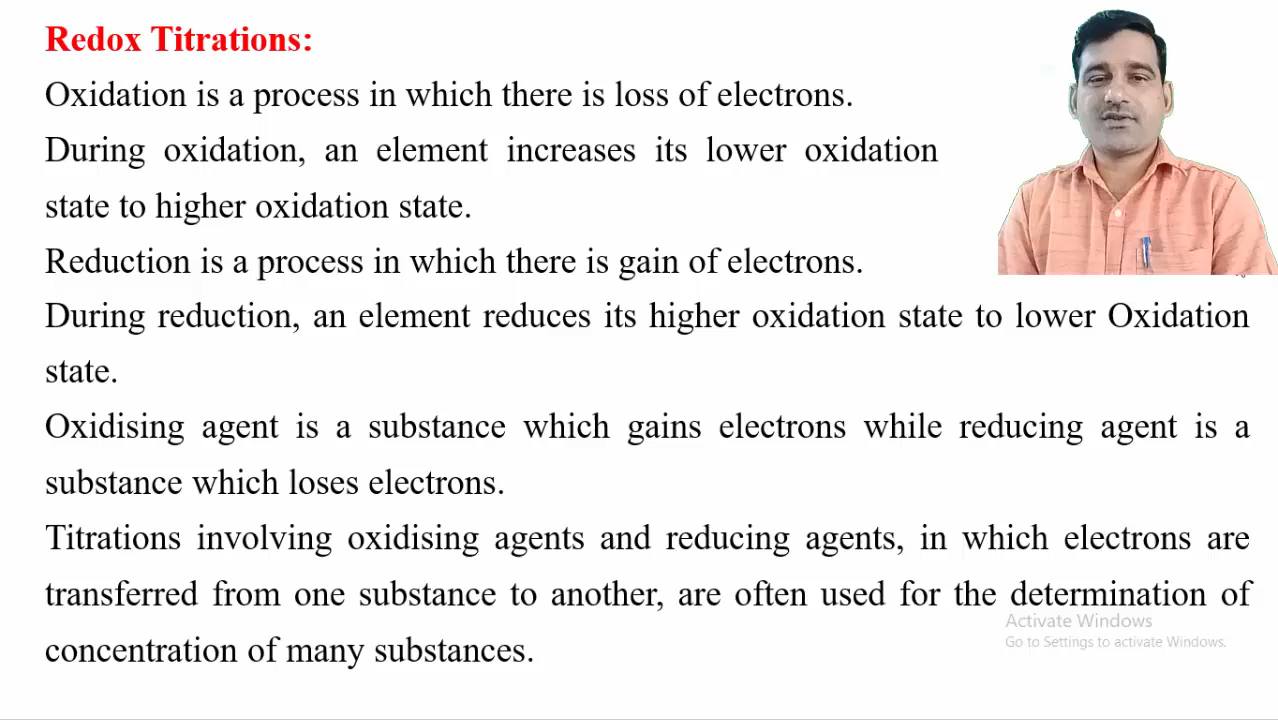 Redox Titrations:
Oxidation is a process in which there is loss of electrons.
During oxidation, an element increases its lower oxidation
state to higher oxidation state.
Reduction is a process in which there is gain of electrons.
During reduction, an element reduces its higher oxidation state to lower Oxidation
state.
Oxidising agent is a substance which gains electrons while reducing agent is a
substance which loses electrons.
Titrations involving oxidising agents and reducing agents, in which electrons are
transferred from one substance to another, are often used for the determination of
concentration of many substances.
Activate Windows
Go to Settings to activate Windows.